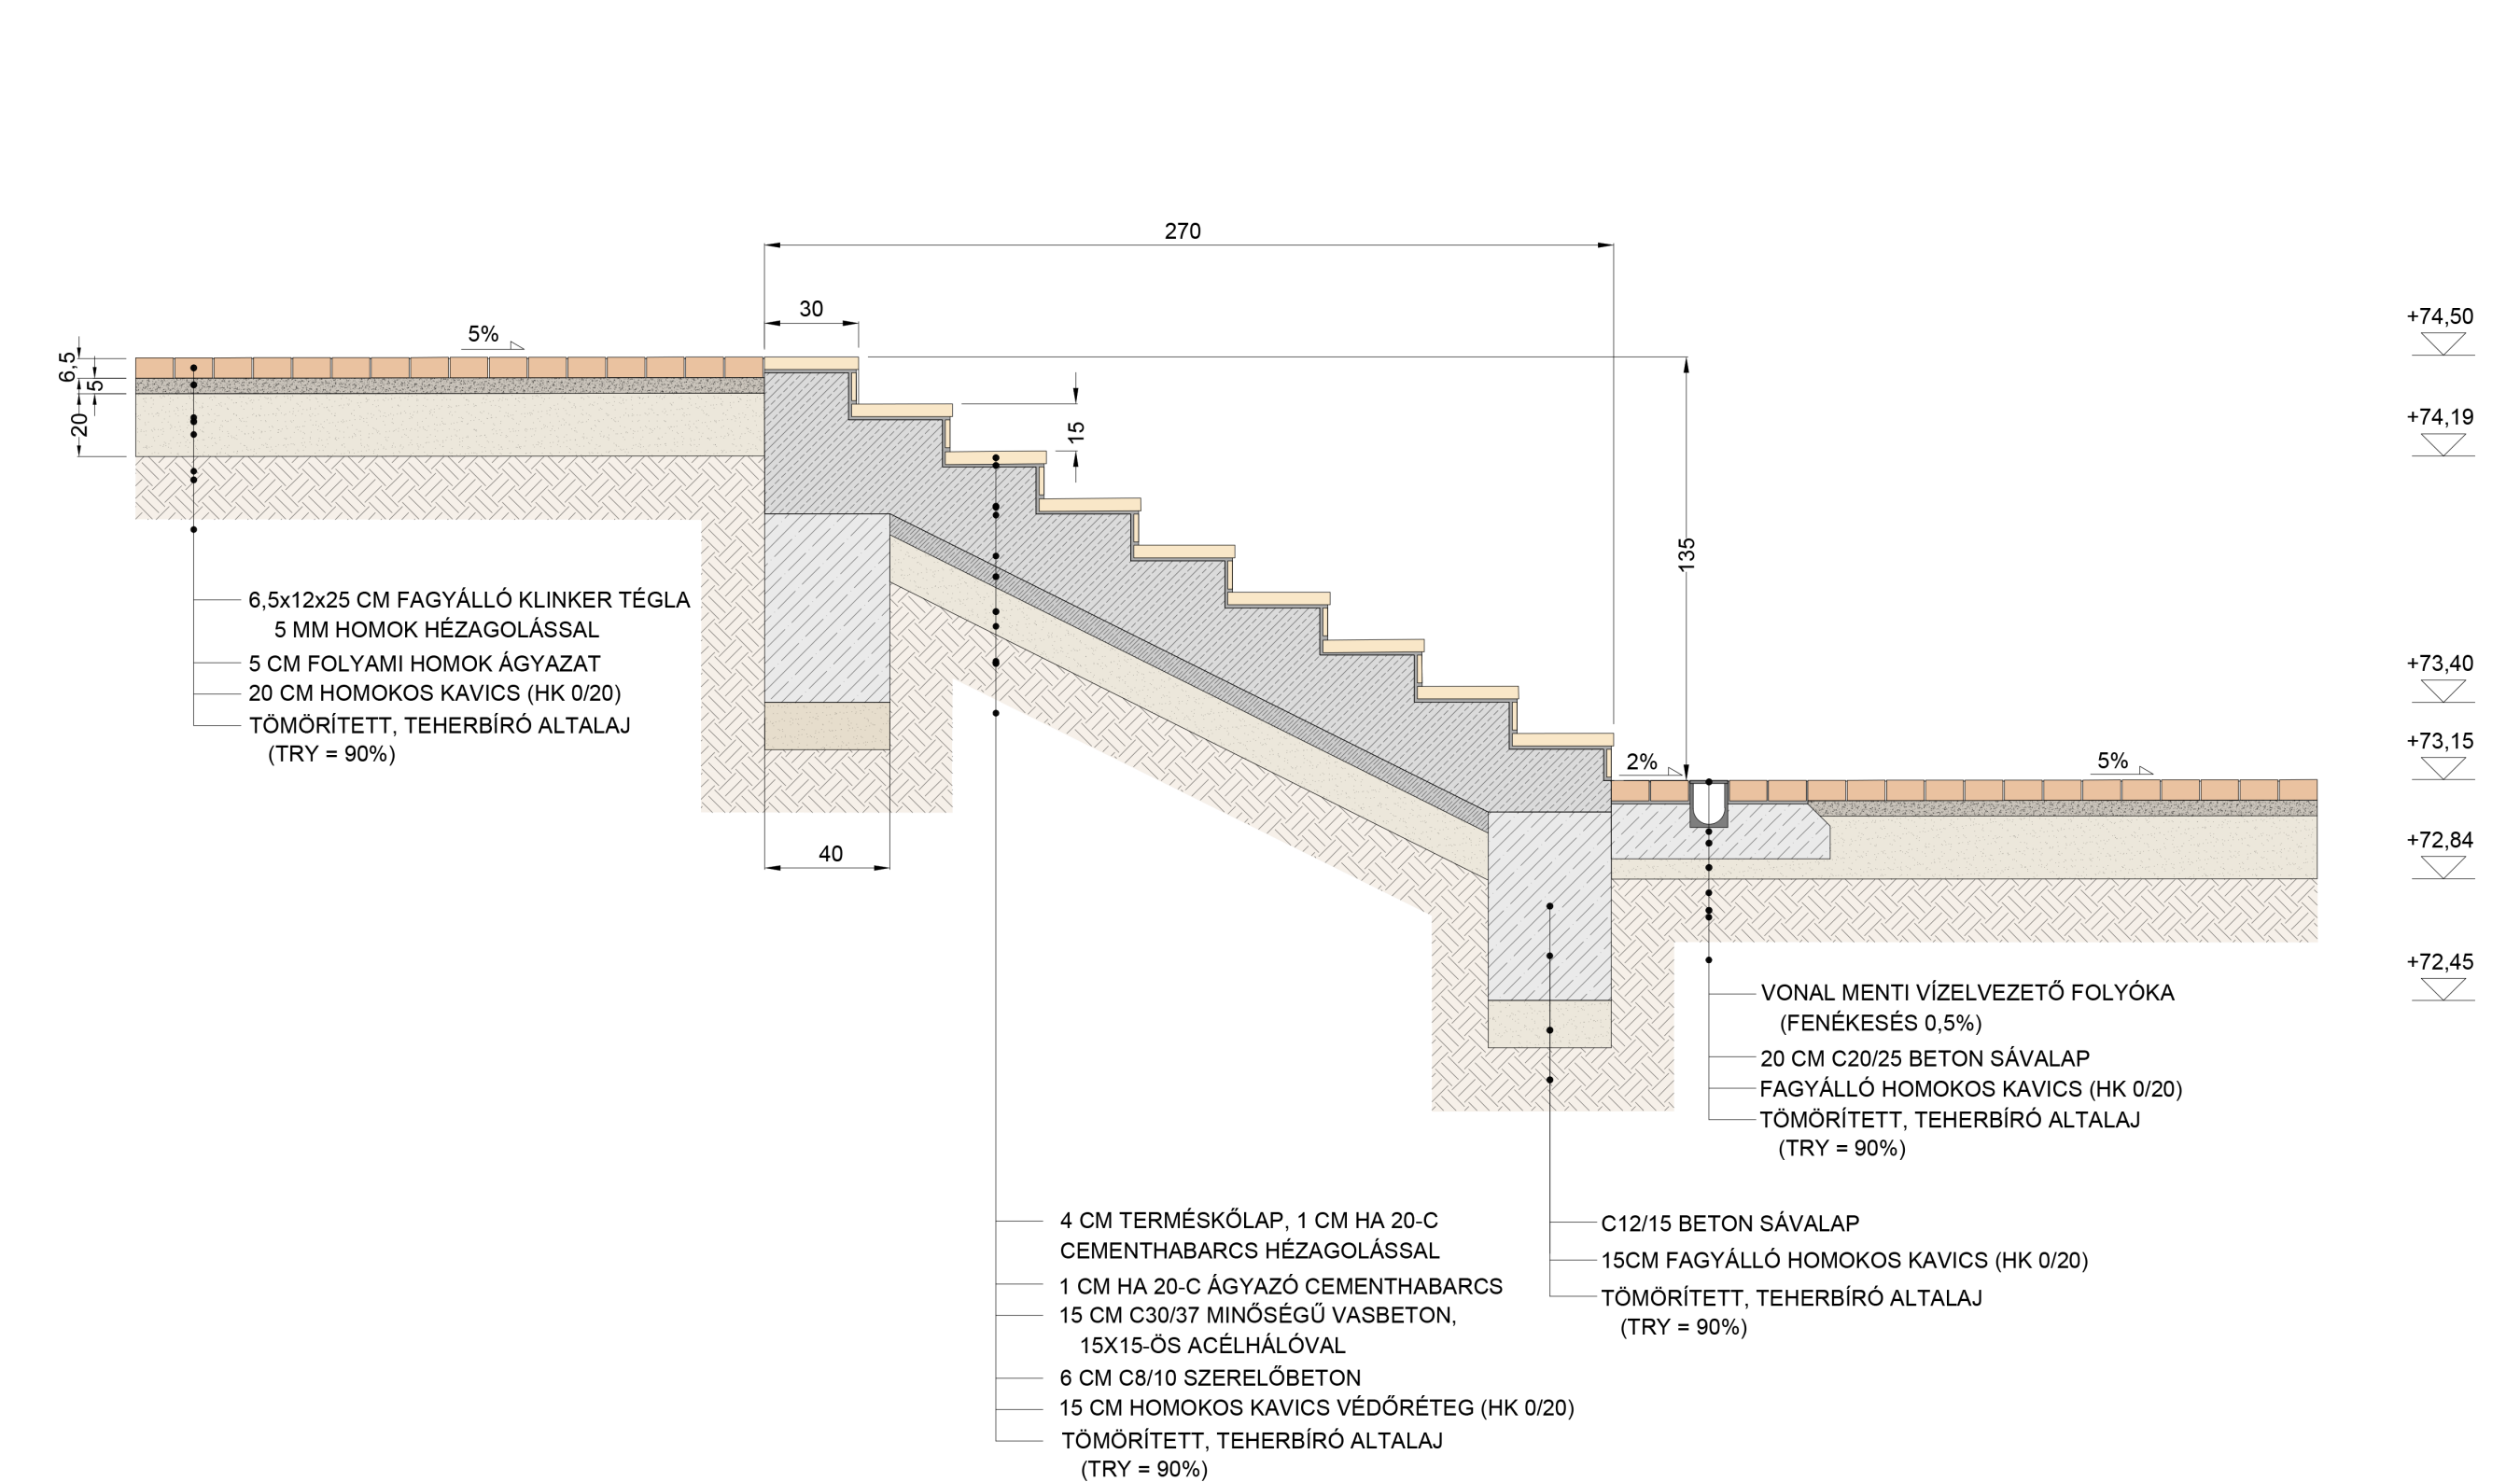 270
30
+74,50
5%
6,5
5
20
15
+74,19
135
6,5x12x25 CM FAGYÁLLÓ KLINKER TÉGLA
5 MM HOMOK HÉZAGOLÁSSAL
5 CM FOLYAMI HOMOK ÁGYAZAT
20 CM HOMOKOS KAVICS (HK 0/20)
TÖMÖRÍTETT, TEHERBÍRÓ ALTALAJ
(TRY = 90%)
+73,40
+73,15
2%
5%
40
+72,84
+72,45
VONAL MENTI VÍZELVEZETŐ FOLYÓKA
(FENÉKESÉS 0,5%)
20 CM C20/25 BETON SÁVALAP
FAGYÁLLÓ HOMOKOS KAVICS (HK 0/20)
TÖMÖRÍTETT, TEHERBÍRÓ ALTALAJ
(TRY = 90%)
4 CM TERMÉSKŐLAP, 1 CM HA 20-C
CEMENTHABARCS HÉZAGOLÁSSAL
1 CM HA 20-C ÁGYAZÓ CEMENTHABARCS
15 CM C30/37 MINŐSÉGŰ VASBETON,
15X15-ÖS ACÉLHÁLÓVAL
6 CM C8/10 SZERELŐBETON
15 CM HOMOKOS KAVICS VÉDŐRÉTEG (HK 0/20)
TÖMÖRÍTETT, TEHERBÍRÓ ALTALAJ
(TRY = 90%)
C12/15 BETON SÁVALAP
15CM FAGYÁLLÓ HOMOKOS KAVICS (HK 0/20)
TÖMÖRÍTETT, TEHERBÍRÓ ALTALAJ
(TRY = 90%)